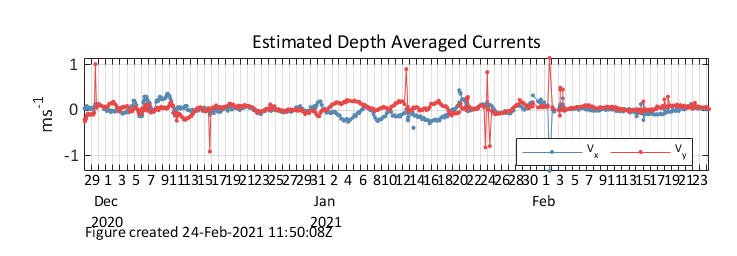 Estimated Depth Averaged Currents
ms-1
1
0
-1
Vx Vy
29 1 3 5 7 9 11 13 15 17 19 21 23 25 27 29 31 2 4 6 8 10 12 14 16 18 20 22 24 26 28 30 1 3 5 7 9 11 13 15 17 19 21 23
Dec Jan Feb
2020 2021
Figure created 24-Feb-2021 11:50:08Z